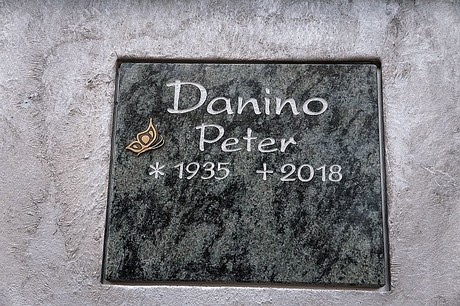 Danino
Peter
* 1935 + 2018